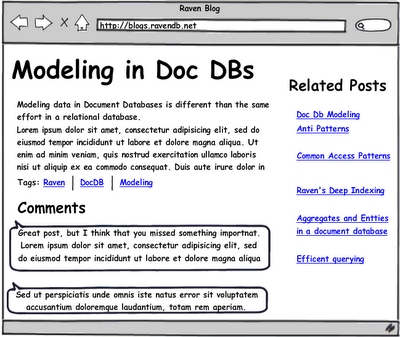 Raven Blog
http://blogs.ravendb.net
Modeling in Doc DBs
Modeling data in Document Databases is different than the same
effort in a relational database.
Lorem ipsum dolor sit amet, consectetur adipisicing elit, sed do
eiusmod tempor incididunt ut labore et dolore magna aliqua. Ut
enim ad minim veniam, quis nostrud exercitation ullamco laboris
nisi ut aliquip ex ea commodo consequat. Duis aute irure dolor in
Tags: Raven | DocDB | Modeling
Comments
Great post, but I think that you missed something importnat.
Lorem ipsum dolor sit amet, consectetur adipisicing elit, sed
do eiusmod tempor incididunt ut labore et dolore magna aliqua
Sed ut perspiciatis unde omnis iste natus error sit voluptatem
accusantium doloremque laudantium, totam rem aperiam.
Related Posts
Doc Db Modeling
Anti Patterns
Common Access Patterns
Raven's Deep Indexing
Aggregates and Entties
in a document database
Efficent querying